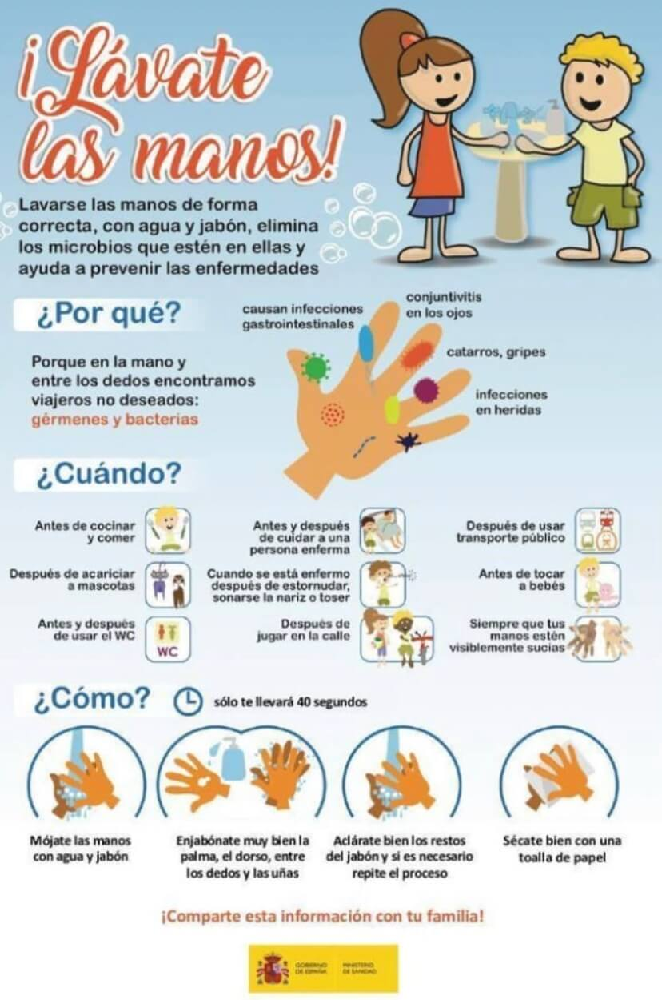 ¡Lávate
las manos!
Lavarse las manos de forma
correcta, con agua y jabón, elimina
los microbios que estén en ellas y
ayuda a prevenir las enfermedades
¿Por qué?
Porque en la mano y
entre los dedos encontramos
viajeros no deseados:
gérmenes y bacterias
causan infecciones
gastrointestinales
conjuntivitis
en los ojos
catarros, gripes
infecciones
en heridas
¿Cuándo?
Antes de cocinar
y comer
Antes y después
de cuidar a una
persona enferma
Después de usar
transporte público
Después de acariciar
a mascotas
Cuando se está enfermo
después de estornudar,
sonarse la nariz o toser
Antes de tocar
a bebés
Antes y después
de usar el WC
WC
Después de
jugar en la calle
Siempre que tus
manos estén
visiblemente sucias
¿Cómo?
sólo te llevará 40 segundos
Mójate las manos
con agua y jabón
Enjabónate muy bien la
palma, el dorso, entre
los dedos y las uñas
Aclárate bien los restos
del jabón y si es necesario
repite el proceso
Sécate bien con una
toalla de papel
¡Comparte esta información con tu familia!
GOBIERNO
DE ESPAÑA
MINISTERIO
DE SANIDAD